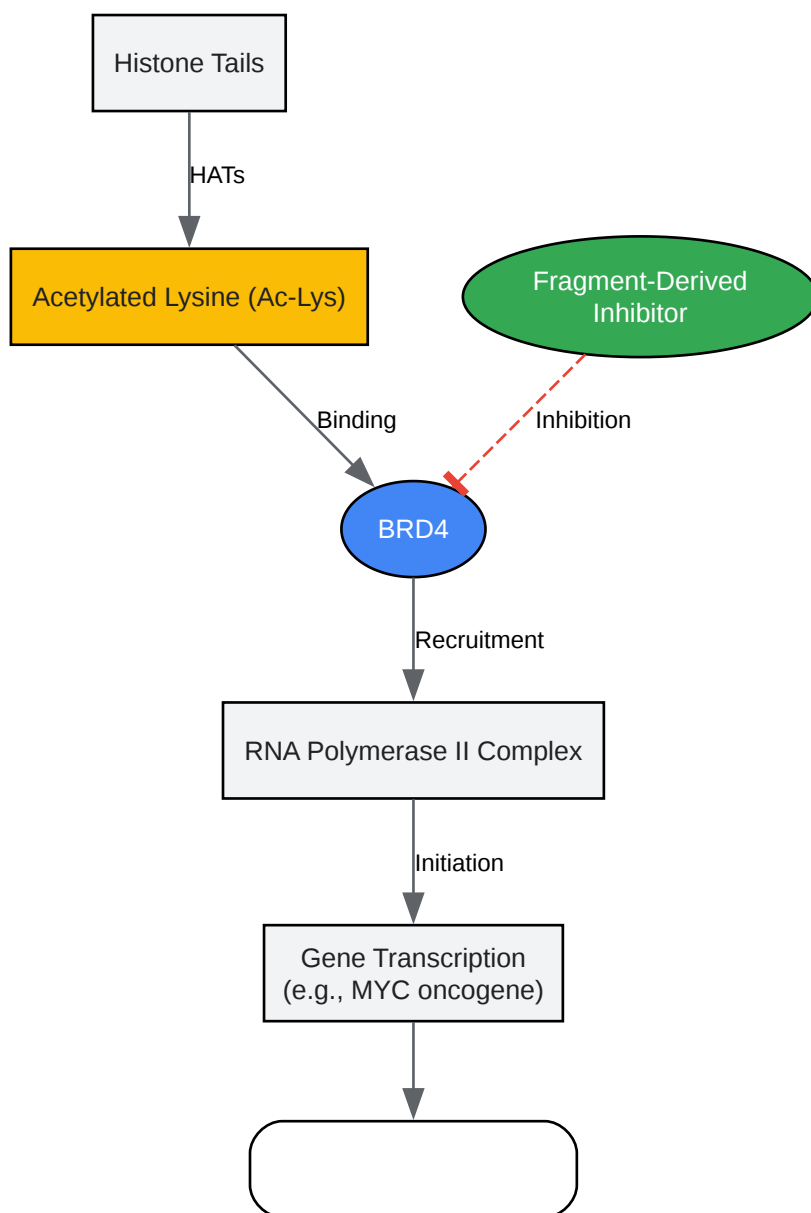 Histone Tails
HATs
Acetylated Lysine (Ac-Lys)
Fragment-Derived
Inhibitor
Binding
Inhibition
BRD4
Recruitment
RNA Polymerase II Complex
Initiation
Gene Transcription
(e.g., MYC oncogene)